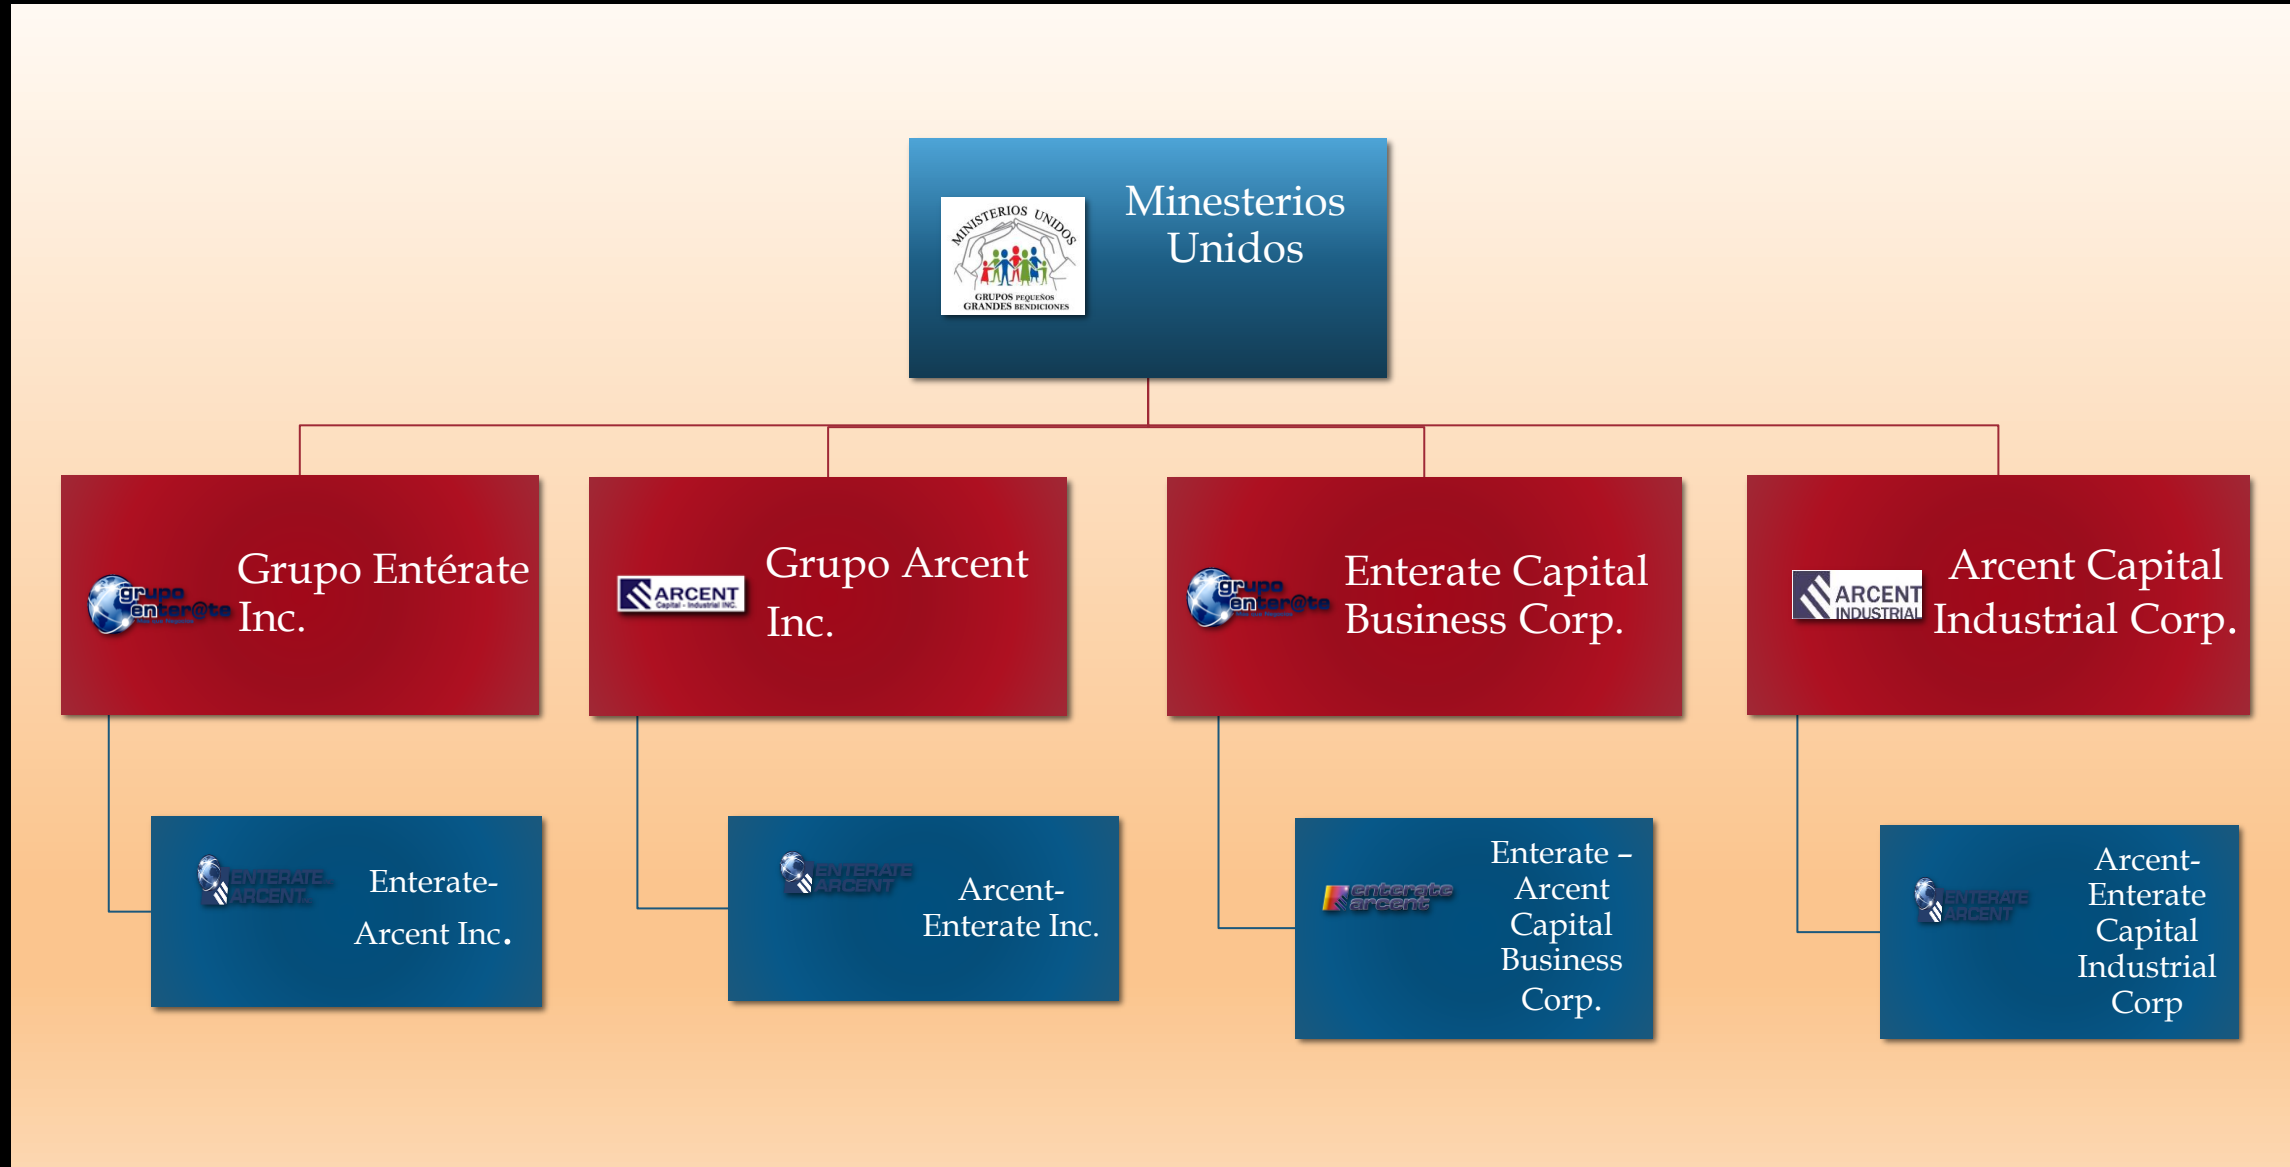 MINISTERIOS UNIDOS
GRUPOS PEQUEÑOS
GRANDES BENDICIONES
Minesterios
Unidos
grupo
enter@te
Grupo Entérate
Inc.
ARCENT
Capital - Industrial INC.
Grupo Arcent
Inc.
grupo
enter@te
Enterate Capital
Business Corp.
ARCENT
INDUSTRIAL
Arcent Capital
Industrial Corp.
ENTERATE
ARCENT
Enterate-
Arcent Inc.
ENTERATE
ARCENT
Arcent-
Enterate Inc.
enterate
arcent
Enterate –
Arcent
Capital
Business
Corp.
ENTERATE
ARCENT
Arcent-
Enterate
Capital
Industrial
Corp